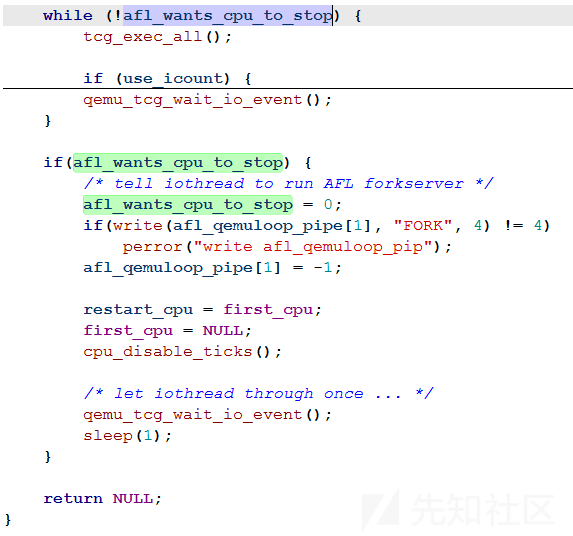 while (!afl_wants_cpu_to_stop) {
tcg_exec_all();
if (use_icount) {
qemu_tcg_wait_io_event();
}
if(afl_wants_cpu_to_stop) {
/* tell iothread to run AFL forkserver */
afl_wants_cpu_to_stop = 0;
if(write(afl_qemuloop_pipe[1], "FORK", 4) != 4)
perror("write afl_qemuloop_pip");
afl_qemuloop_pipe[1] = -1;
restart_cpu = first_cpu;
first_cpu = NULL;
cpu_disable_ticks();
/* let iothread through once ... */
qemu_tcg_wait_io_event();
sleep(1);
}
return NULL;
}
先知社区